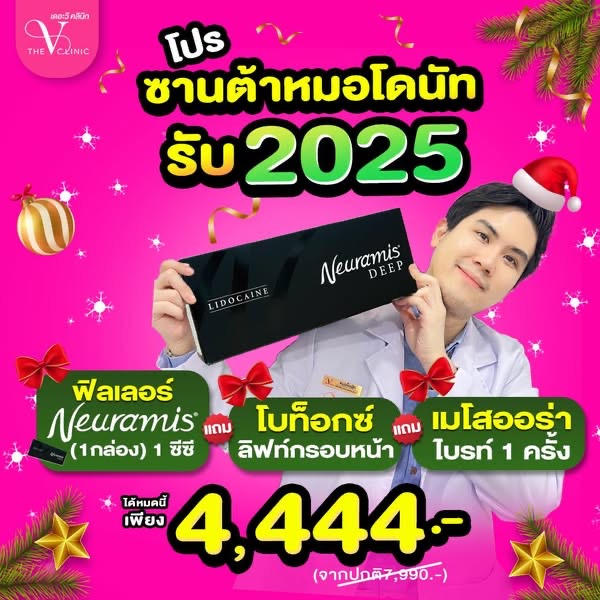 เดอะวี คลินิก
THE V CLINIC
โปร
ซานต้าหมอโดนัท
รับ 2025
Neuramis®
DEEP
LIDOCAINE
ฟิลเลอร์
Neuramis®
(1กล่อง) 1 ซีซี
แถม
โบท็อกซ์
ลิฟท์กรอบหน้า
แถม
เมโสออร่า
ไบรท์ 1 ครั้ง
ได้หมดนี้
เพียง
4,444.-
(จากปกติ7,990.-)